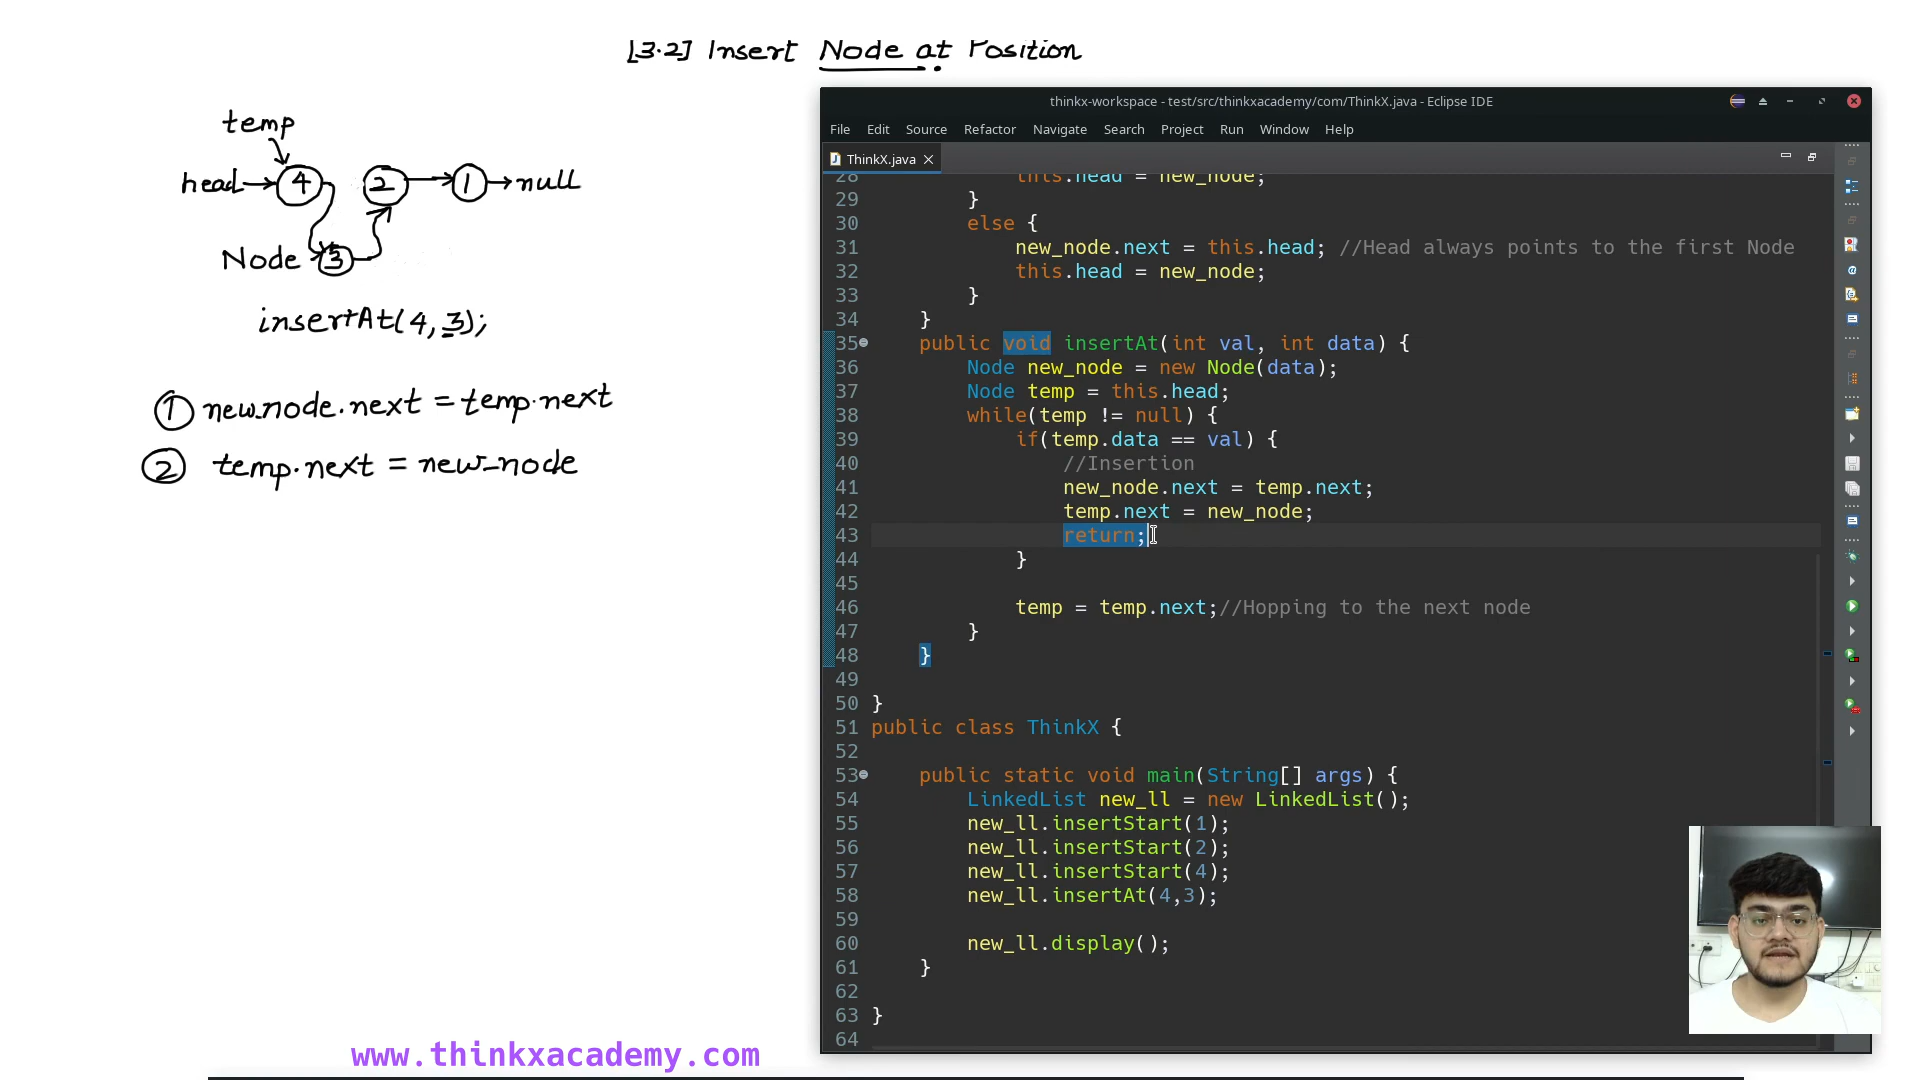 [3.2] Insert Node at Position
temp
head 4 2 1 null
Node 3
insertAt(4, 3);
1 new_node.next = temp.next
2 temp.next = new_node
www.thinkxacademy.com
thinkx-workspace - test/src/thinkxacademy/com/ThinkX.java - Eclipse IDE
File Edit Source Refactor Navigate Search Project Run Window Help
ThinkX.java
28 this.head = new_node;
29 }
30 else {
31 new_node.next = this.head; //Head always points to the first Node
32 this.head = new_node;
33 }
34 }
35 public void insertAt(int val, int data) {
36 Node new_node = new Node(data);
37 Node temp = this.head;
38 while(temp != null) {
39 if(temp.data == val) {
40 //Insertion
41 new_node.next = temp.next;
42 temp.next = new_node;
43 return;
44 }
45
46 temp = temp.next;//Hopping to the next node
47 }
48 }
49
50 }
51 public class ThinkX {
52
53 public static void main(String[] args) {
54 LinkedList new_ll = new LinkedList();
55 new_ll.insertStart(1);
56 new_ll.insertStart(2);
57 new_ll.insertStart(4);
58 new_ll.insertAt(4,3);
59
60 new_ll.display();
61 }
62
63 }
64